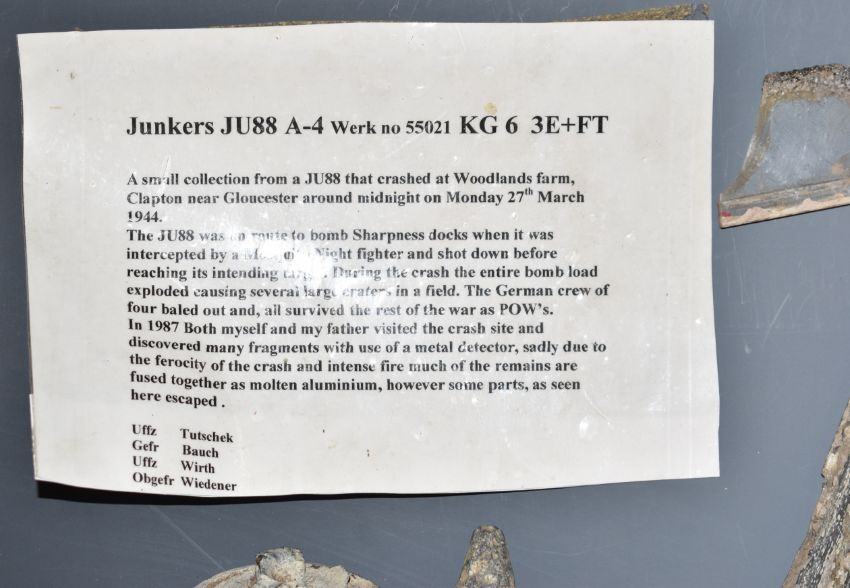 Junkers JU88 A-4 Werk no 55021 KG 6 3E+FT
A small collection from a JU88 that crashed at Woodlands farm,
Clapton near Gloucester around midnight on Monday 27th March
1944.
The JU88 was en route to bomb Sharpness docks when it was
intercepted by a Night fighter and shot down before
reaching its intending During the crash the entire bomb load
exploded causing several large craters in a field. The German crew of
four baled out and, all survived the rest of the war as POW's.
In 1987 Both myself and my father visited the crash site and
discovered many fragments with use of a metal detector, sadly due to
the ferocity of the crash and intense fire much of the remains are
fused together as molten aluminium, however some parts, as seen
here escaped .
Uffz Tutschek
Gefr Bauch
Uffz Wirth
Obgefr Wiedener